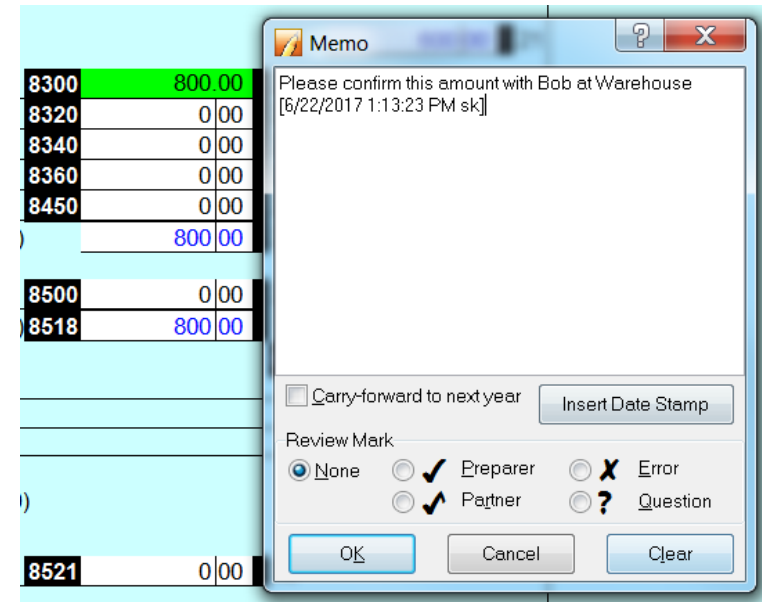 Memo
Please confirm this amount with Bob at Warehouse
[6/22/2017 1:13:23 PM sk]
8300 800.00
8320 0 00
8340 0 00
8360 0 00
8450 0 00
) 800 00
8500 0 00
) 8518 800 00
)
8521 0 00
Carry-forward to next year
Insert Date Stamp
Review Mark
None
Preparer
Error
Partner
? Question
OK
Cancel
Clear